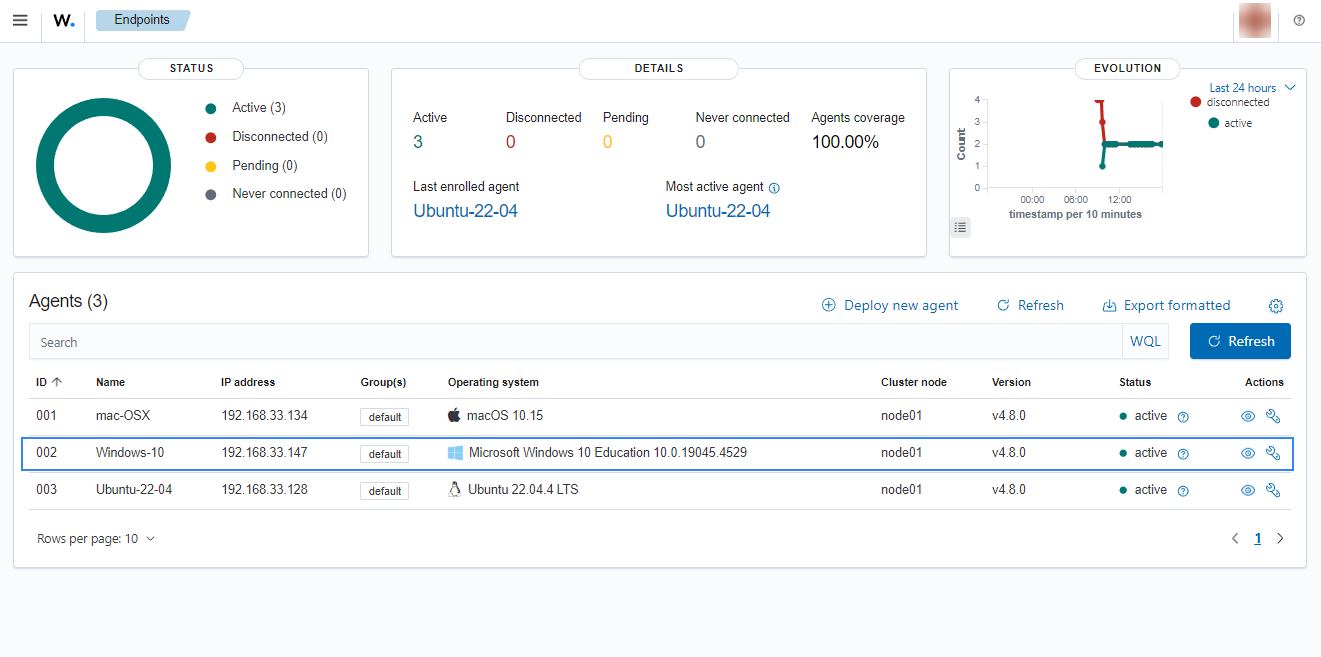 W. Endpoints
STATUS
Active (3)
Disconnected (0)
Pending (0)
Never connected (0)
DETAILS
Active Disconnected Pending Never connected Agents coverage
3 0 0 0 100.00%
Last enrolled agent Most active agent
Ubuntu-22-04 Ubuntu-22-04
EVOLUTION
Last 24 hours
disconnected
active
Count
4
3
2
1
0
00:00 06:00 12:00
timestamp per 10 minutes
Agents (3)
Deploy new agent Refresh Export formatted
Search WQL Refresh
ID Name IP address Group(s) Operating system Cluster node Version Status Actions
001 mac-OSX 192.168.33.134 default macOS 10.15 node01 v4.8.0 active
002 Windows-10 192.168.33.147 default Microsoft Windows 10 Education 10.0.19045.4529 node01 v4.8.0 active
003 Ubuntu-22-04 192.168.33.128 default Ubuntu 22.04.4 LTS node01 v4.8.0 active
Rows per page: 10 1